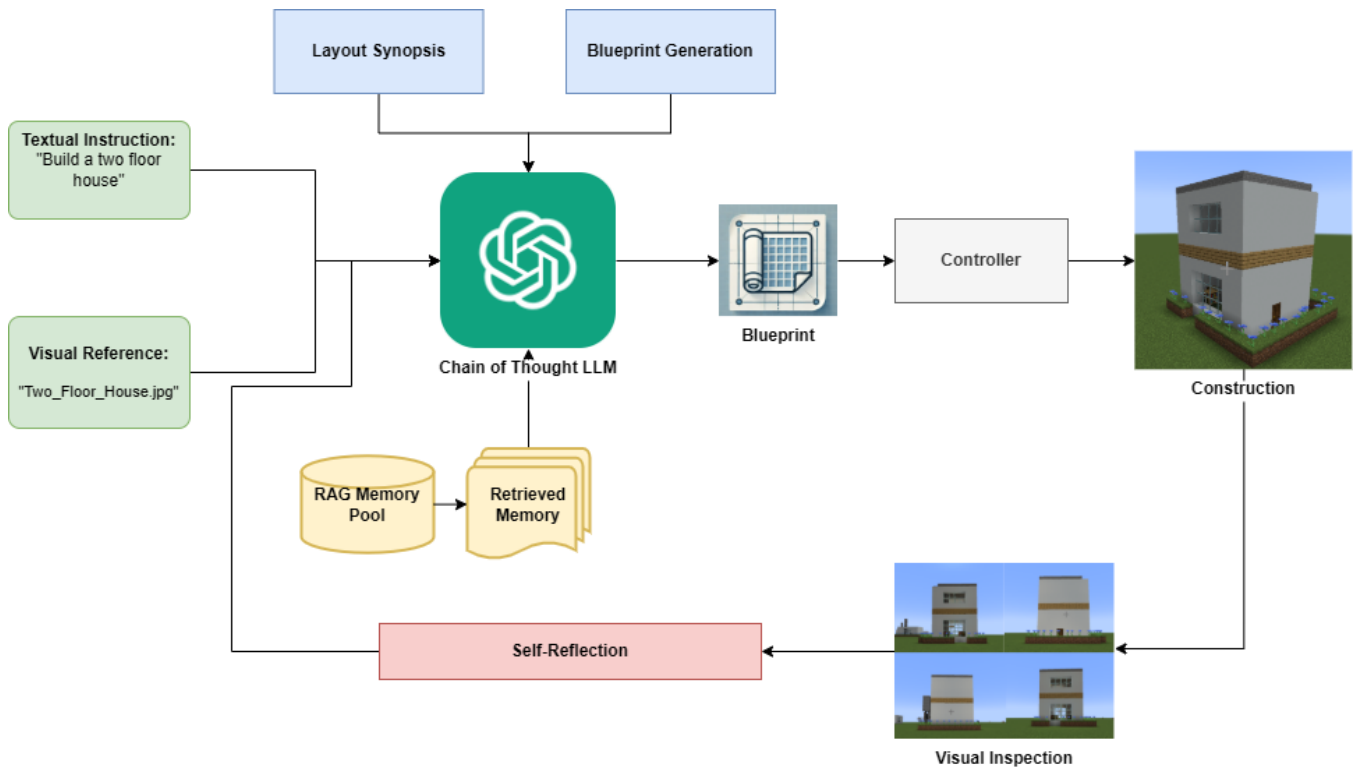 Layout Synopsis
Blueprint Generation
Textual Instruction:
"Build a two floor
house"
Visual Reference:
"Two_Floor_House.jpg"
Chain of Thought LLM
Blueprint
Controller
Construction
RAG Memory
Pool
Retrieved
Memory
Self-Reflection
Visual Inspection